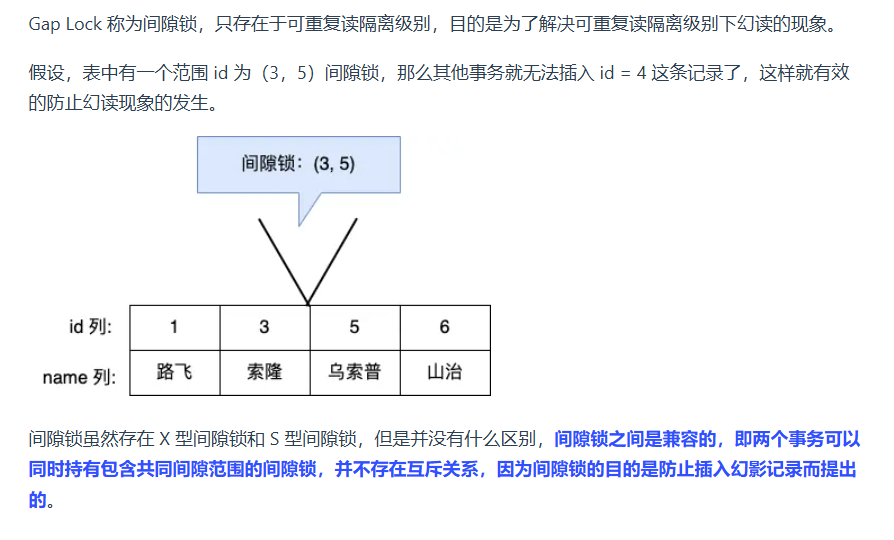 Gap Lock 称为间隙锁，只存在于可重复读隔离级别，目的是为了解决可重复读隔离级别下幻读的现象。
假设，表中有一个范围 id 为（3，5）间隙锁，那么其他事务就无法插入 id = 4 这条记录了，这样就有效
的防止幻读现象的发生。
间隙锁：(3, 5)
id 列: 1 3 5 6
name 列: 路飞 索隆 乌索普 山治
间隙锁虽然存在 X 型间隙锁和 S 型间隙锁，但是并没有什么区别，间隙锁之间是兼容的，即两个事务可以
同时持有包含共同间隙范围的间隙锁，并不存在互斥关系，因为间隙锁的目的是防止插入幻影记录而提出
的。